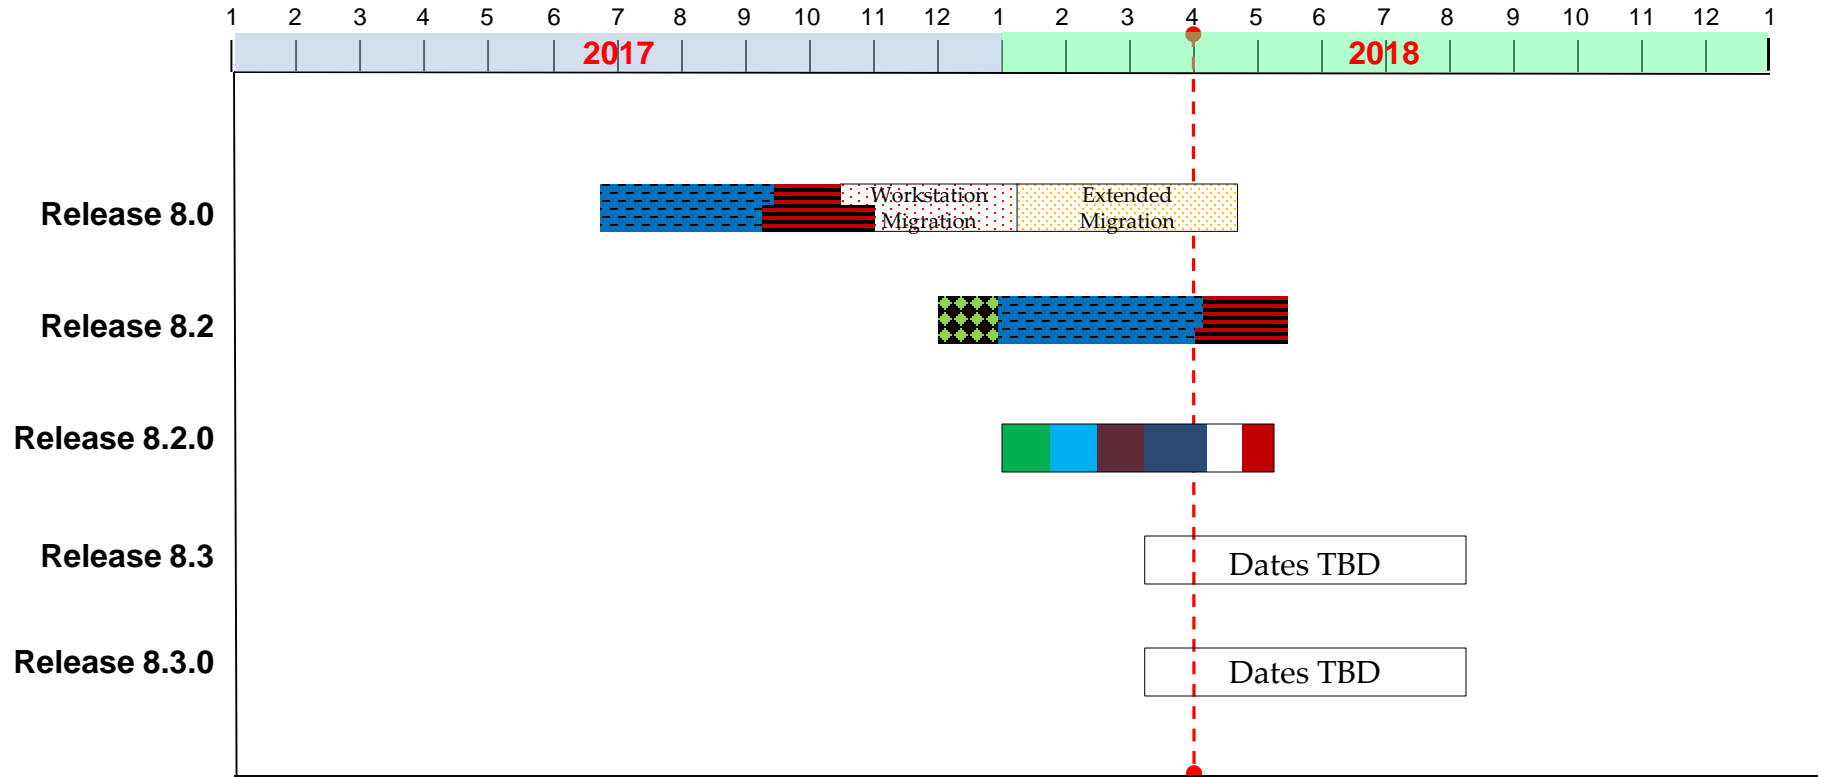 1 2 3 4 5 6 7 8 9 10 11 12 1 2 3 4 5 6 7 8 9 10 11 12 1
2017 2018
Release 8.0
Workstation
Migration
Extended
Migration
Release 8.2
Release 8.2.0
Release 8.3
Dates TBD
Release 8.3.0
Dates TBD